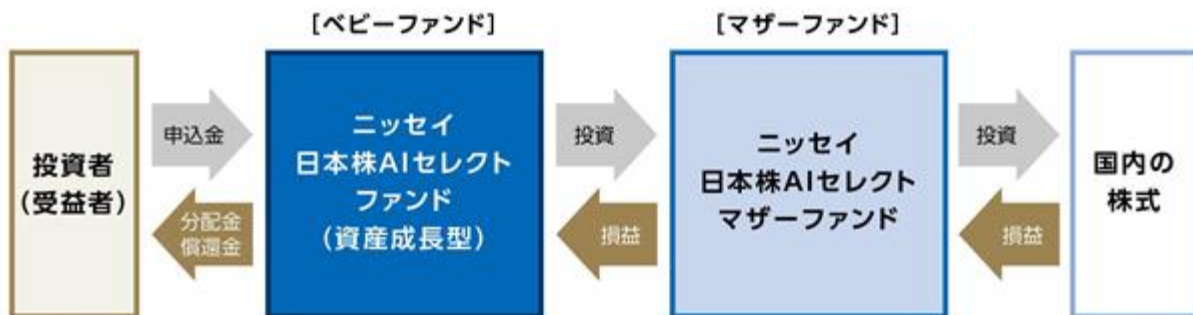 [ベビーファンド]
[マザーファンド]
投資者
(受益者)
申込金
分配金
償還金
ニッセイ
日本株AIセレクト
ファンド
(資産成長型)
投資
損益
ニッセイ
日本株AIセレクト
マザーファンド
投資
損益
国内の
株式